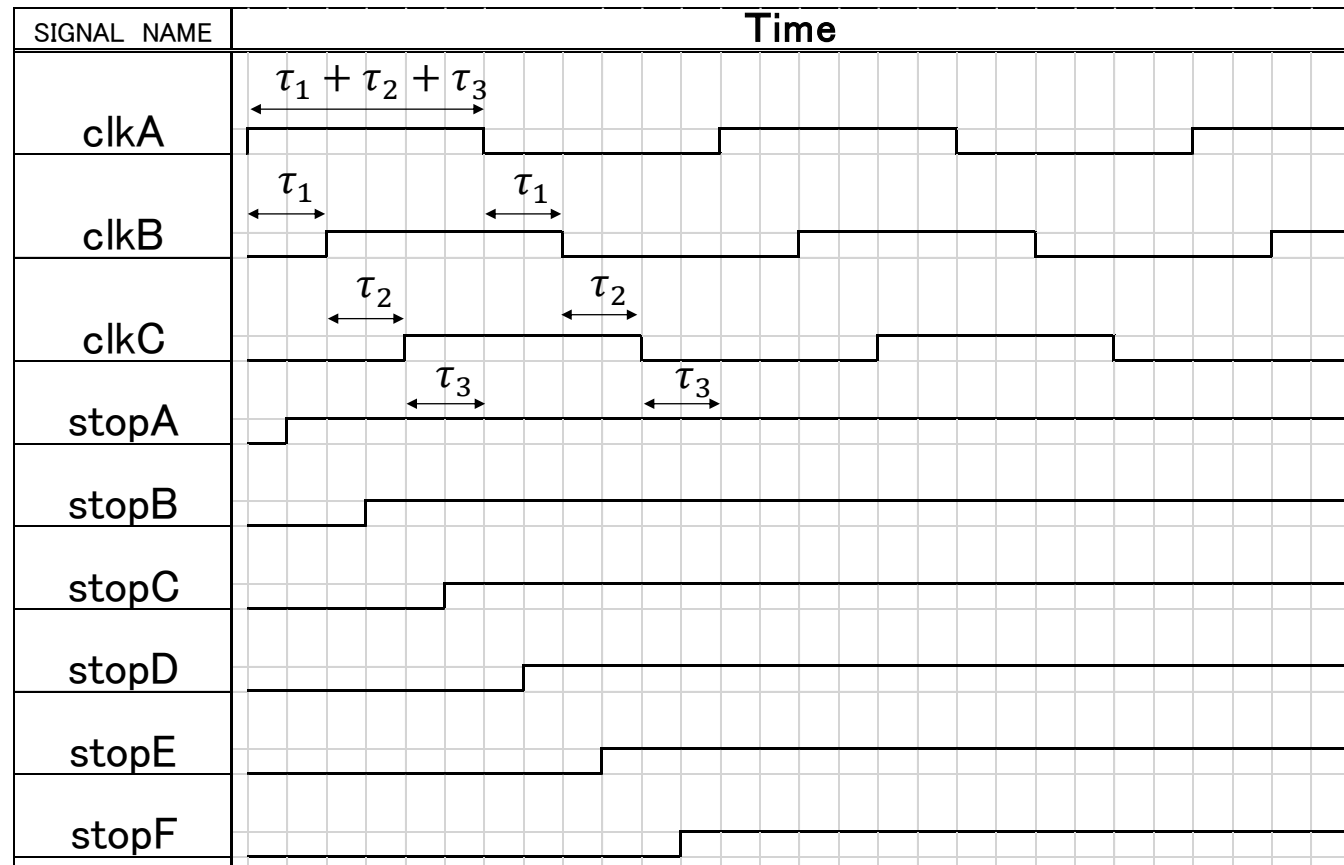 SIGNAL NAME Time
τ₁ + τ₂ + τ₃
clkA
τ₁ τ₁
clkB
τ₂ τ₂
clkC
τ₃ τ₃
stopA
stopB
stopC
stopD
stopE
stopF